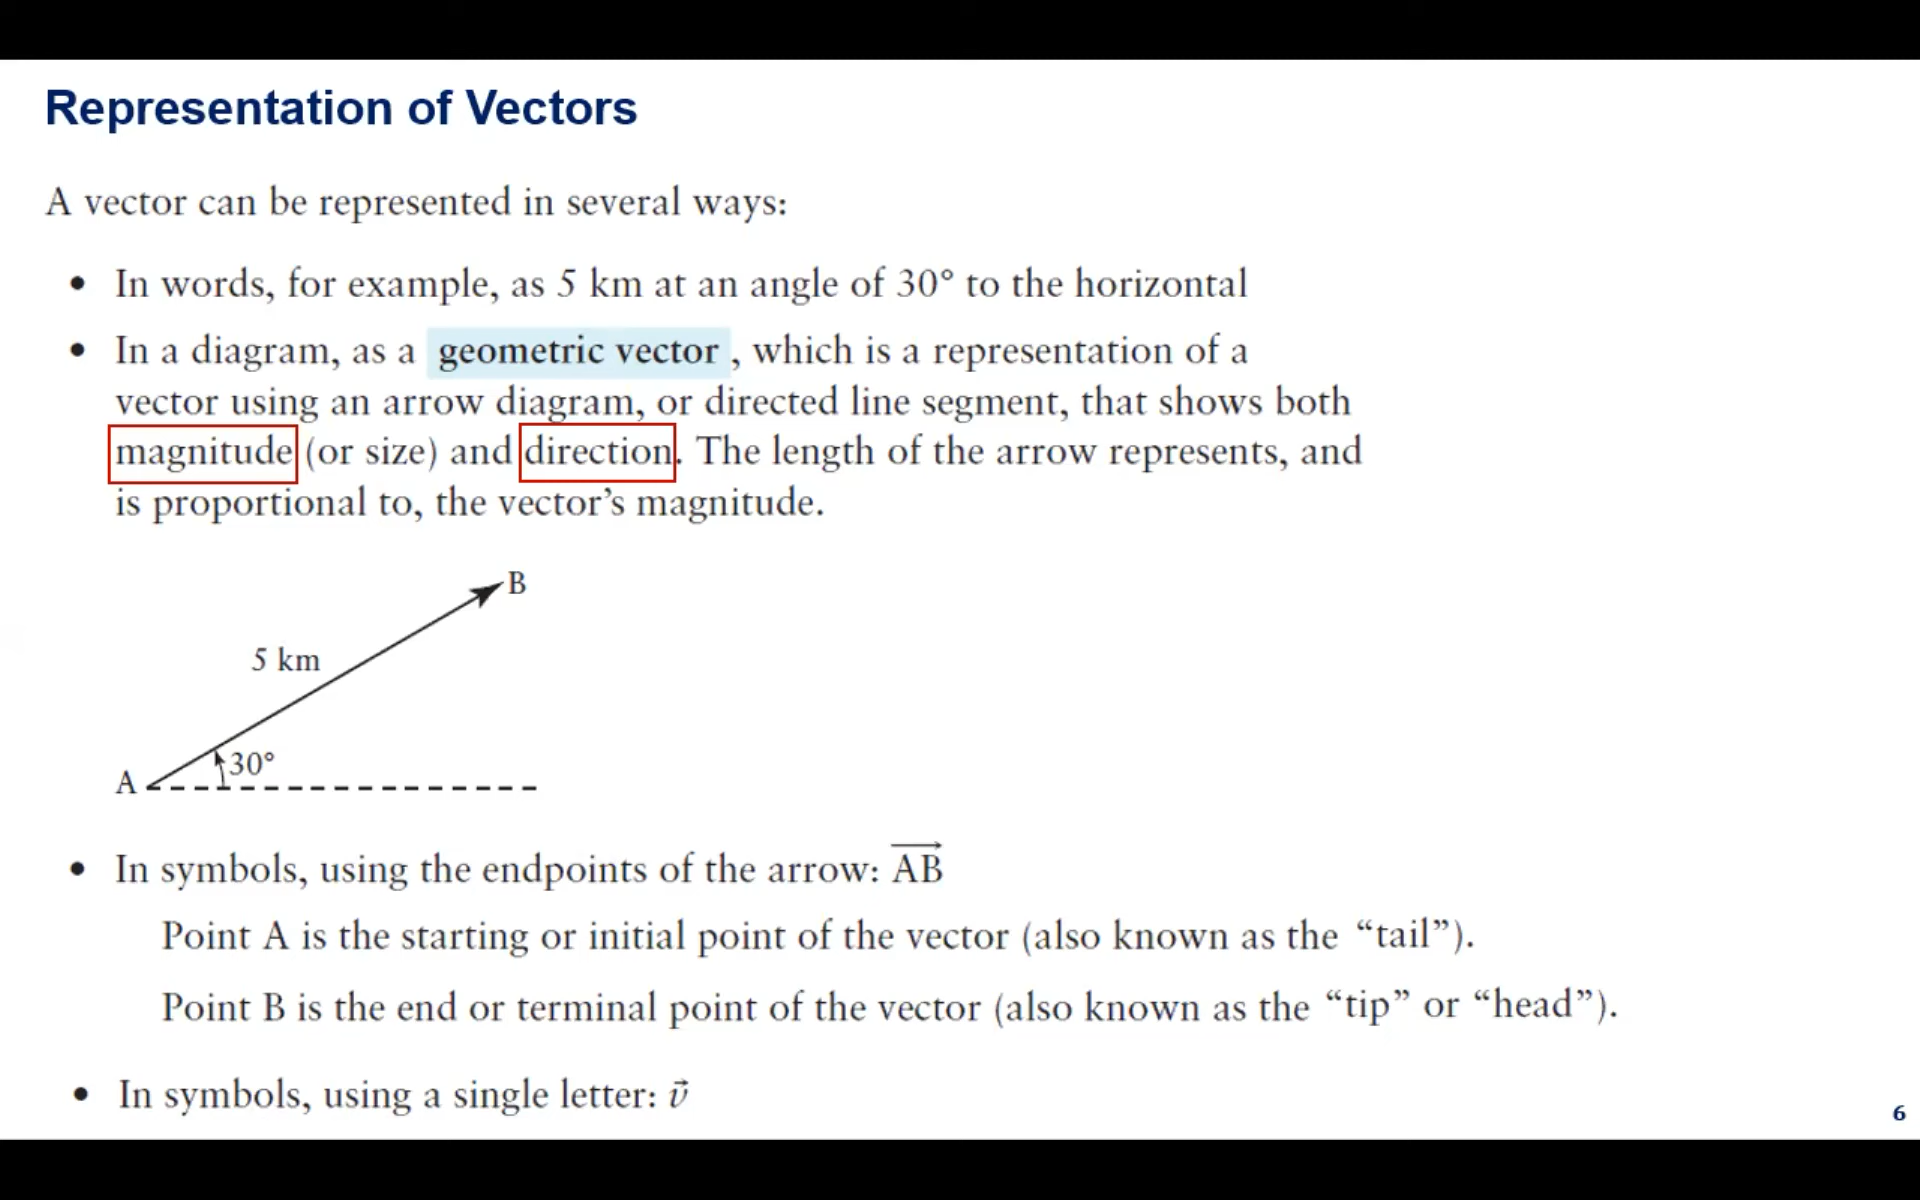 Representation of Vectors
A vector can be represented in several ways:
• In words, for example, as 5 km at an angle of 30° to the horizontal
• In a diagram, as a geometric vector, which is a representation of a
vector using an arrow diagram, or directed line segment, that shows both
magnitude (or size) and direction. The length of the arrow represents, and
is proportional to, the vector’s magnitude.
B
5 km
30°
A
• In symbols, using the endpoints of the arrow: $\overrightarrow{AB}$
Point A is the starting or initial point of the vector (also known as the “tail”).
Point B is the end or terminal point of the vector (also known as the “tip” or “head”).
• In symbols, using a single letter: $\vec{v}$
6